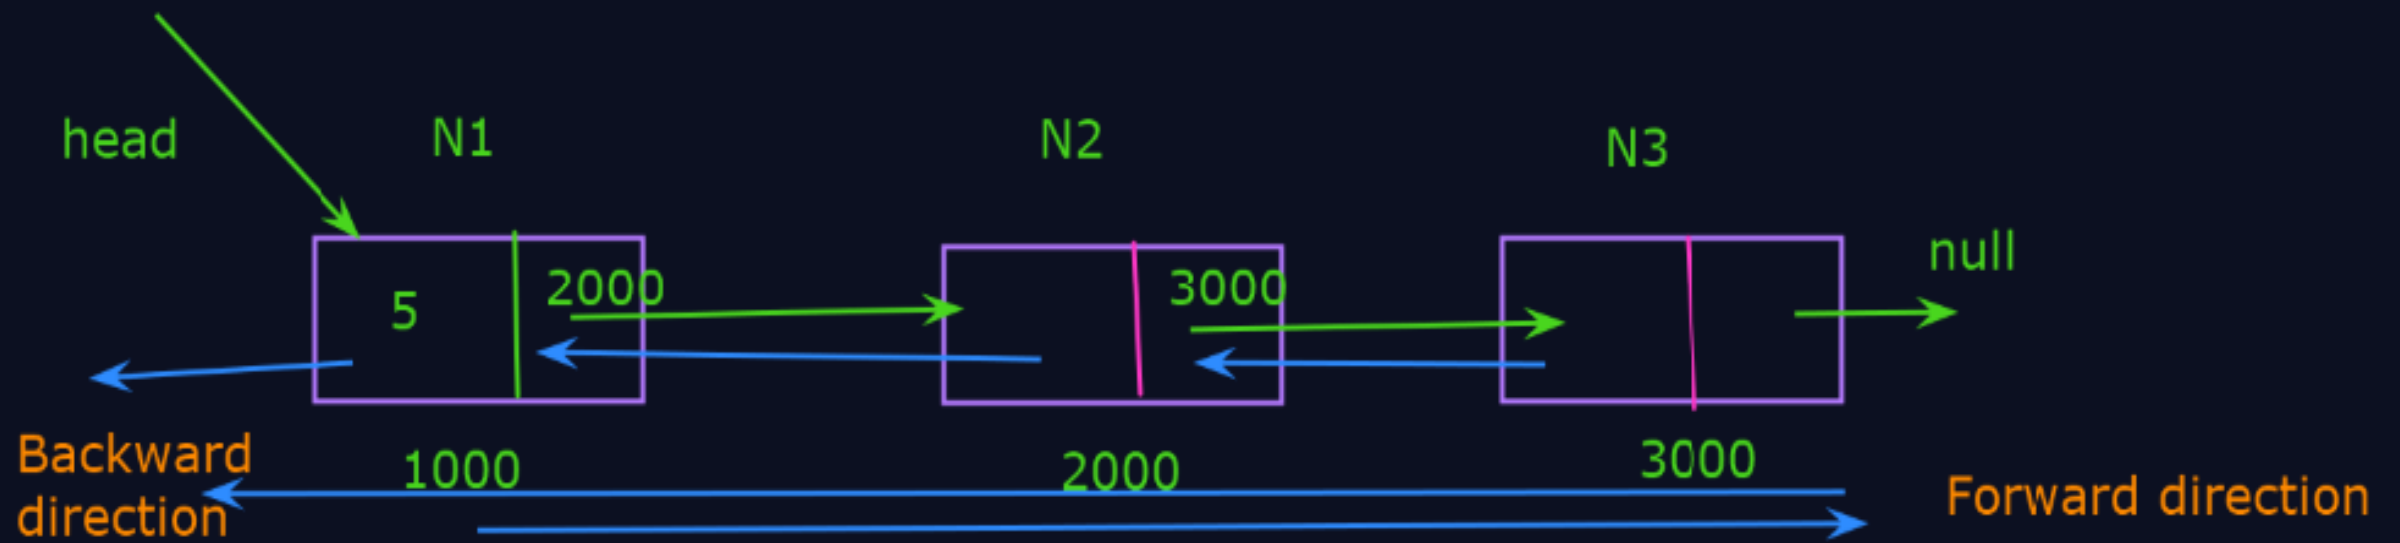 head
N1
N2
N3
null
5
2000
3000
1000
2000
3000
Backward
direction
Forward direction